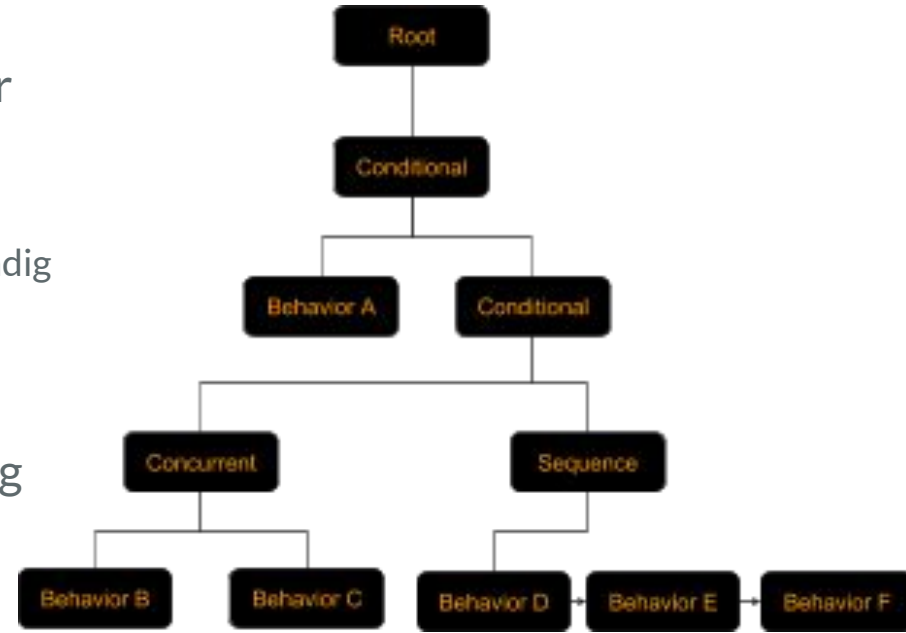 Root
r
Conditional
dig
Behavior A
Conditional
Concurrent
Sequence
g
Behavior B
Behavior C
Behavior D
Behavior E
Behavior F